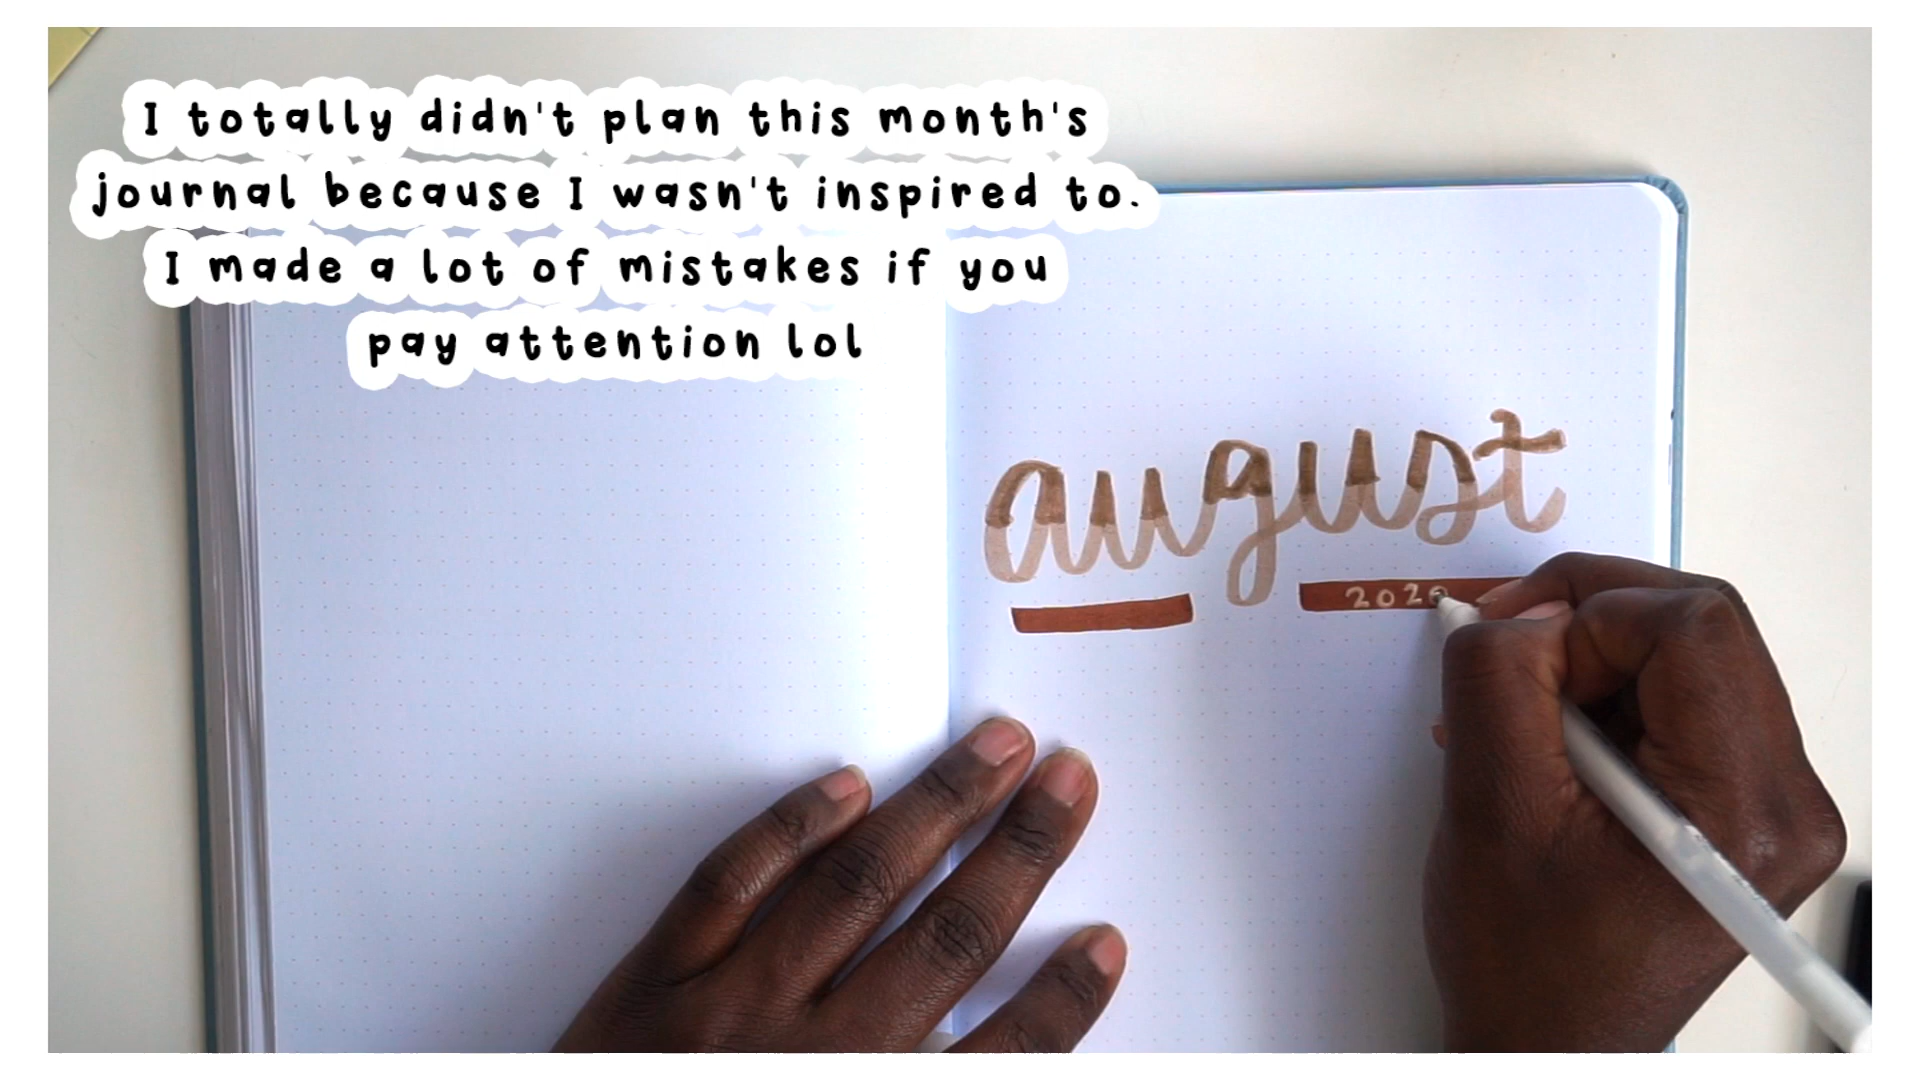 I totally didn't plan this month's
journal because I wasn't inspired to.
I made a lot of mistakes if you
pay attention lol
august
2020